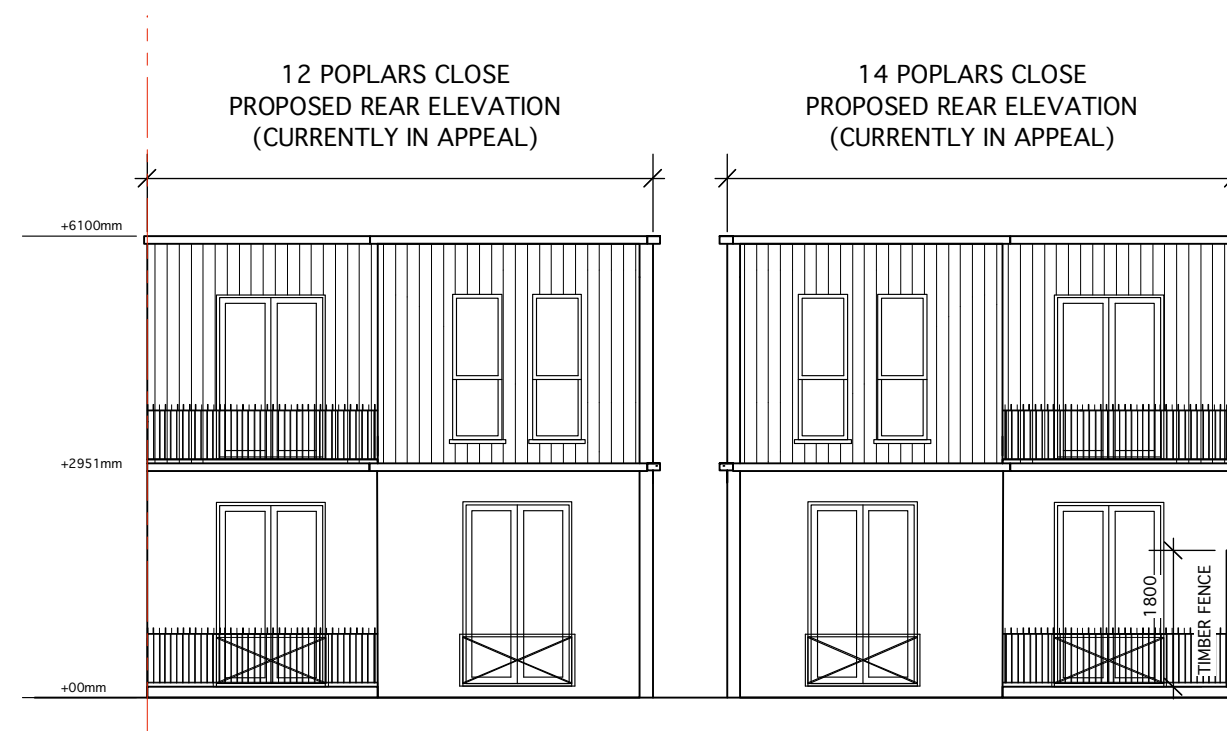 12 POPLARS CLOSE
PROPOSED REAR ELEVATION
(CURRENTLY IN APPEAL)
14 POPLARS CLOSE
PROPOSED REAR ELEVATION
(CURRENTLY IN APPEAL)
+6100mm
+2951mm
+00mm
1800
TIMBER FENCE